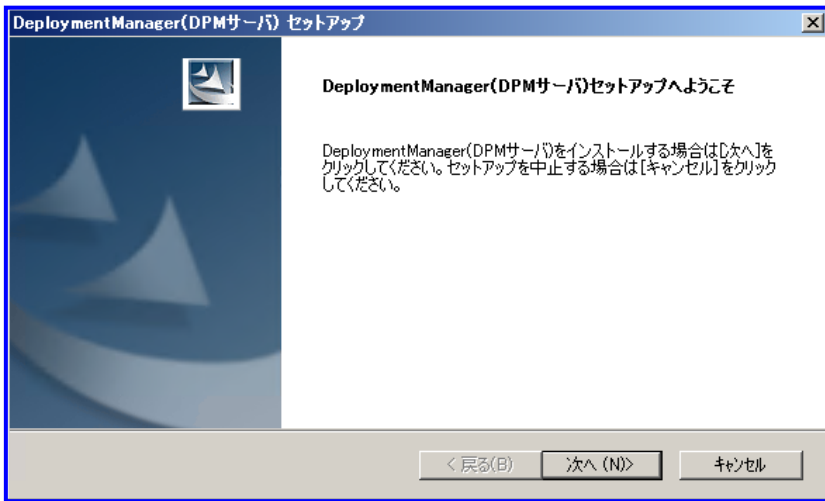 DeploymentManager(DPMサーバ) セットアップ
DeploymentManager(DPMサーバ)セットアップへようこそ
DeploymentManager(DPMサーバ)をインストールする場合は[次へ]を
クリックしてください。セットアップを中止する場合は[キャンセル]をクリック
してください。
< 戻る(B)
次へ (N)>
キャンセル